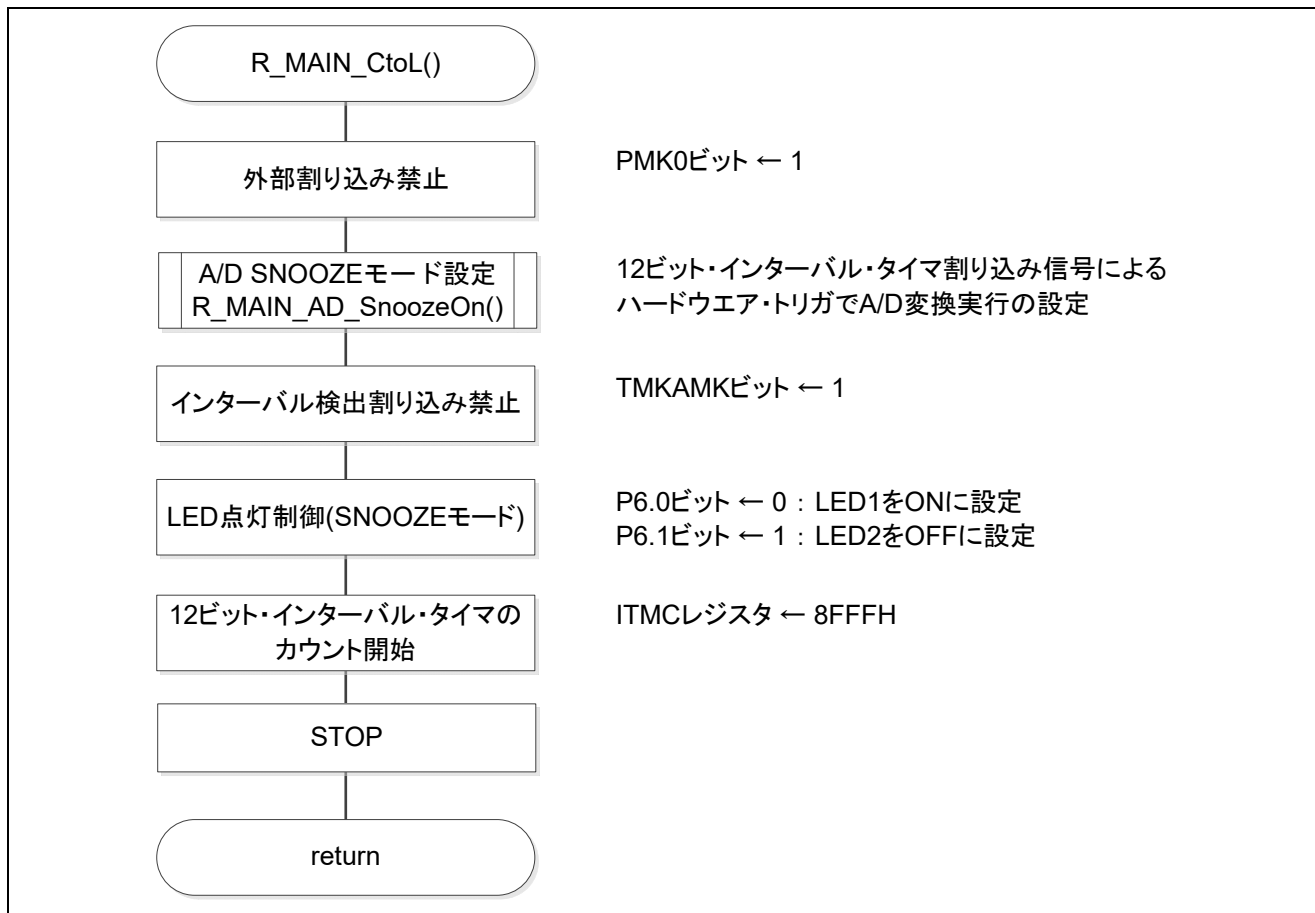 R_MAIN_CtoL()
外部割り込み禁止
PMK0ビット ← 1
A/D SNOOZEモード設定
R_MAIN_AD_SnoozeOn()
12ビット・インターバル・タイマ割り込み信号による
ハードウエア・トリガでA/D変換実行の設定
インターバル検出割り込み禁止
TMKAMKビット ← 1
LED点灯制御(SNOOZEモード)
P6.0ビット ← 0 : LED1をONに設定
P6.1ビット ← 1 : LED2をOFFに設定
12ビット・インターバル・タイマの
カウント開始
ITMCレジスタ ← 8FFFH
STOP
return